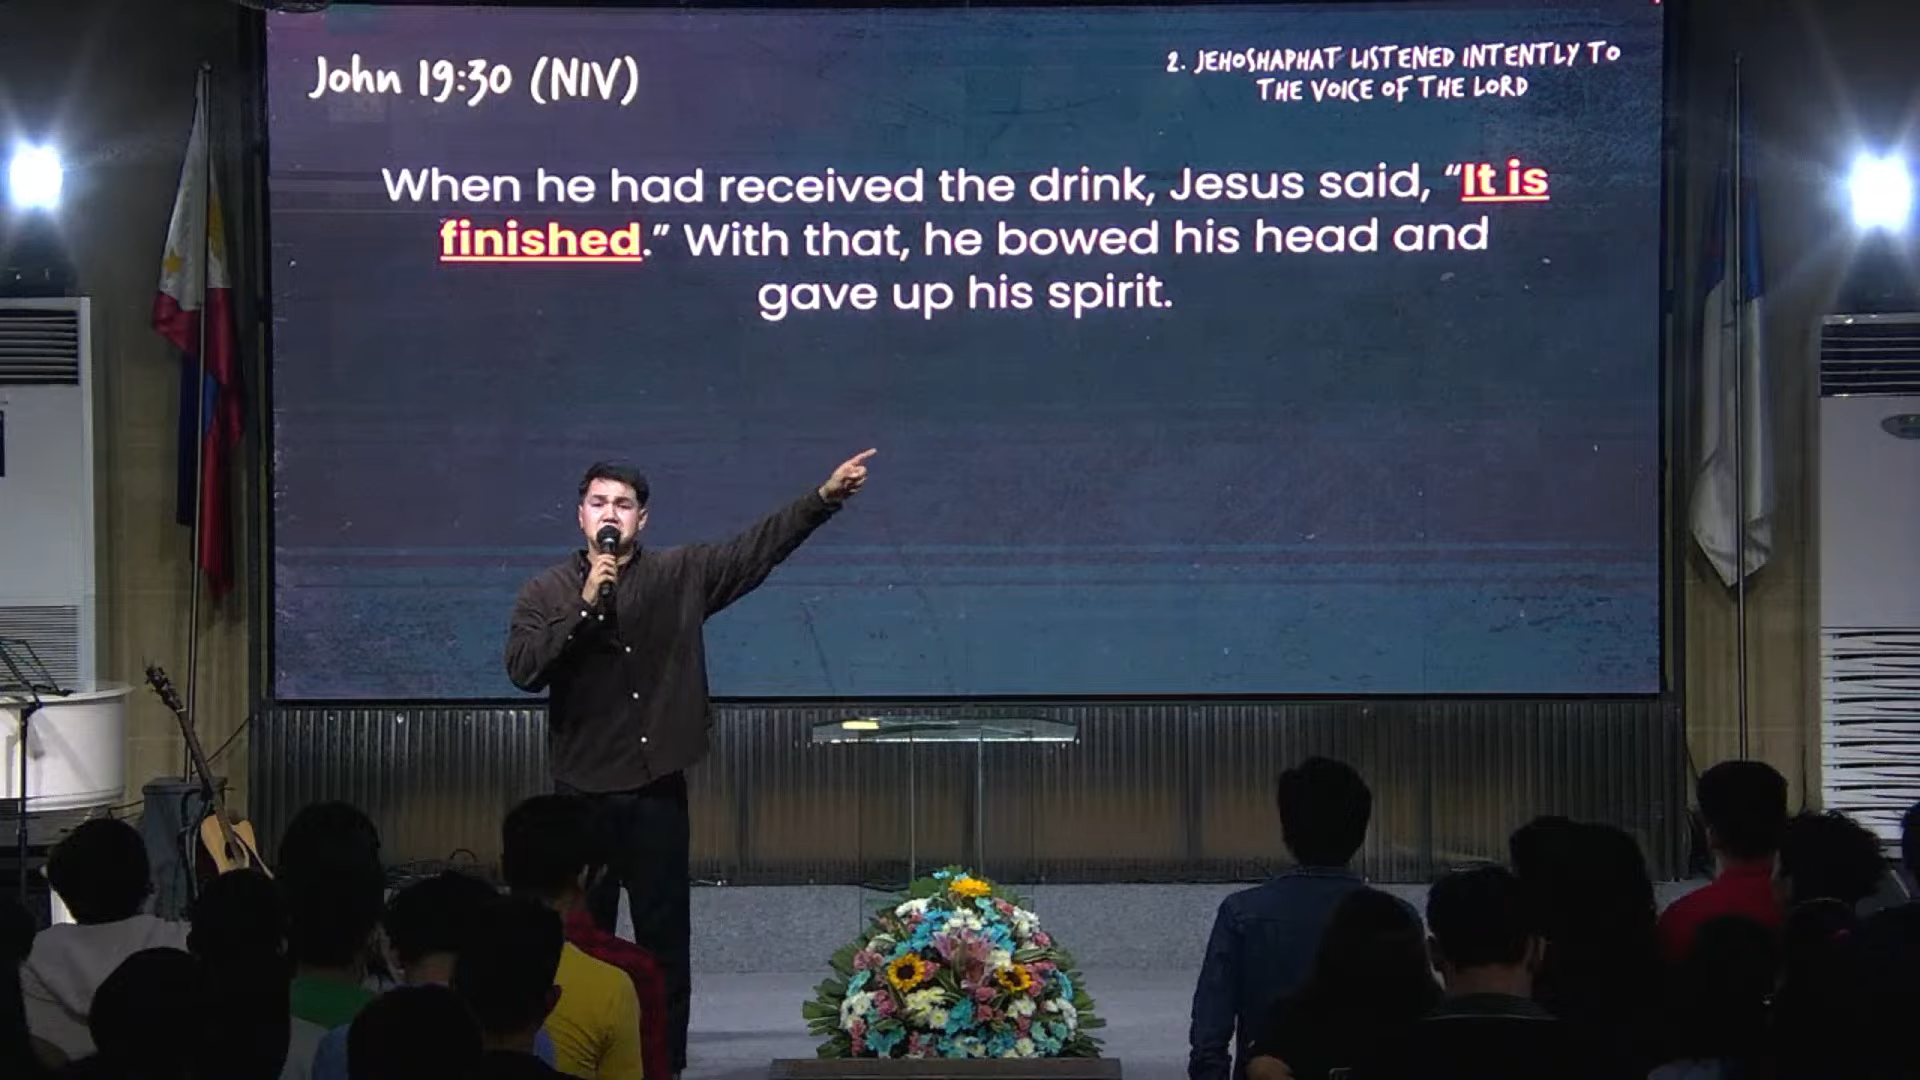 John 19:30 (NIV)
2. JEHOSHAPHAT LISTENED INTENTLY TO
THE VOICE OF THE LORD
When he had received the drink, Jesus said, “It is
finished.” With that, he bowed his head and
gave up his spirit.